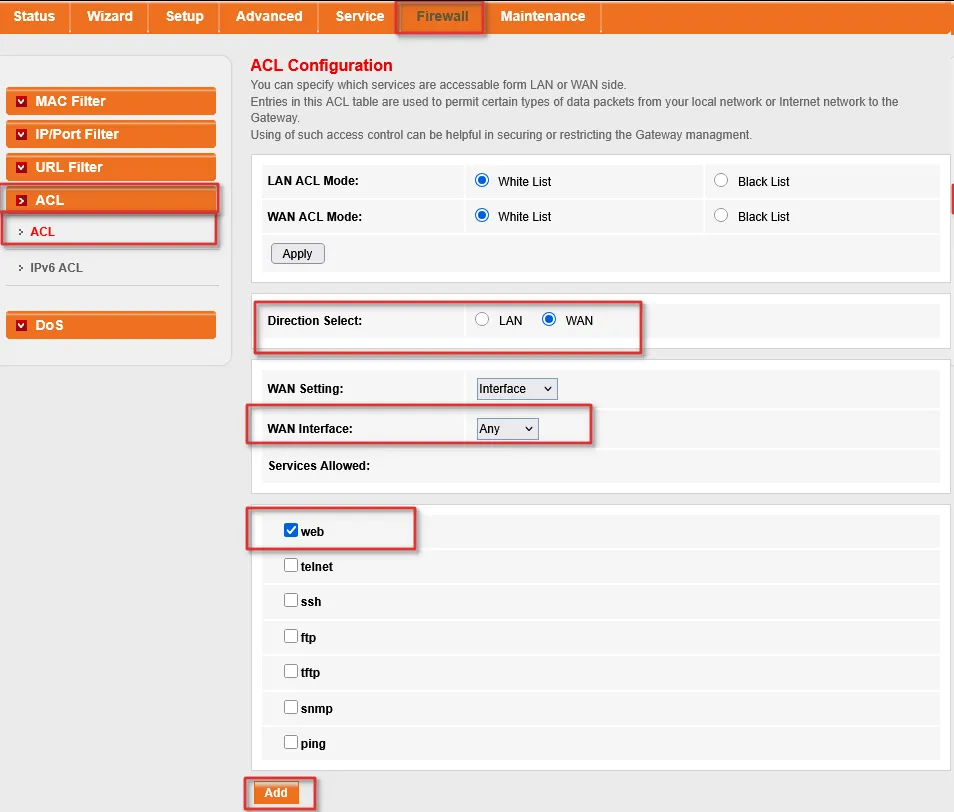 Status Wizard Setup Advanced Service Firewall Maintenance
MAC Filter
IP/Port Filter
URL Filter
ACL
ACL
IPv6 ACL
DoS
ACL Configuration
You can specify which services are accessable form LAN or WAN side.
Entries in this ACL table are used to permit certain types of data packets from your local network or Internet network to the
Gateway.
Using of such access control can be helpful in securing or restricting the Gateway managment.
LAN ACL Mode: White List Black List
WAN ACL Mode: White List Black List
Apply
Direction Select: LAN WAN
WAN Setting: Interface
WAN Interface: Any
Services Allowed:
web
telnet
ssh
ftp
tftp
snmp
ping
Add